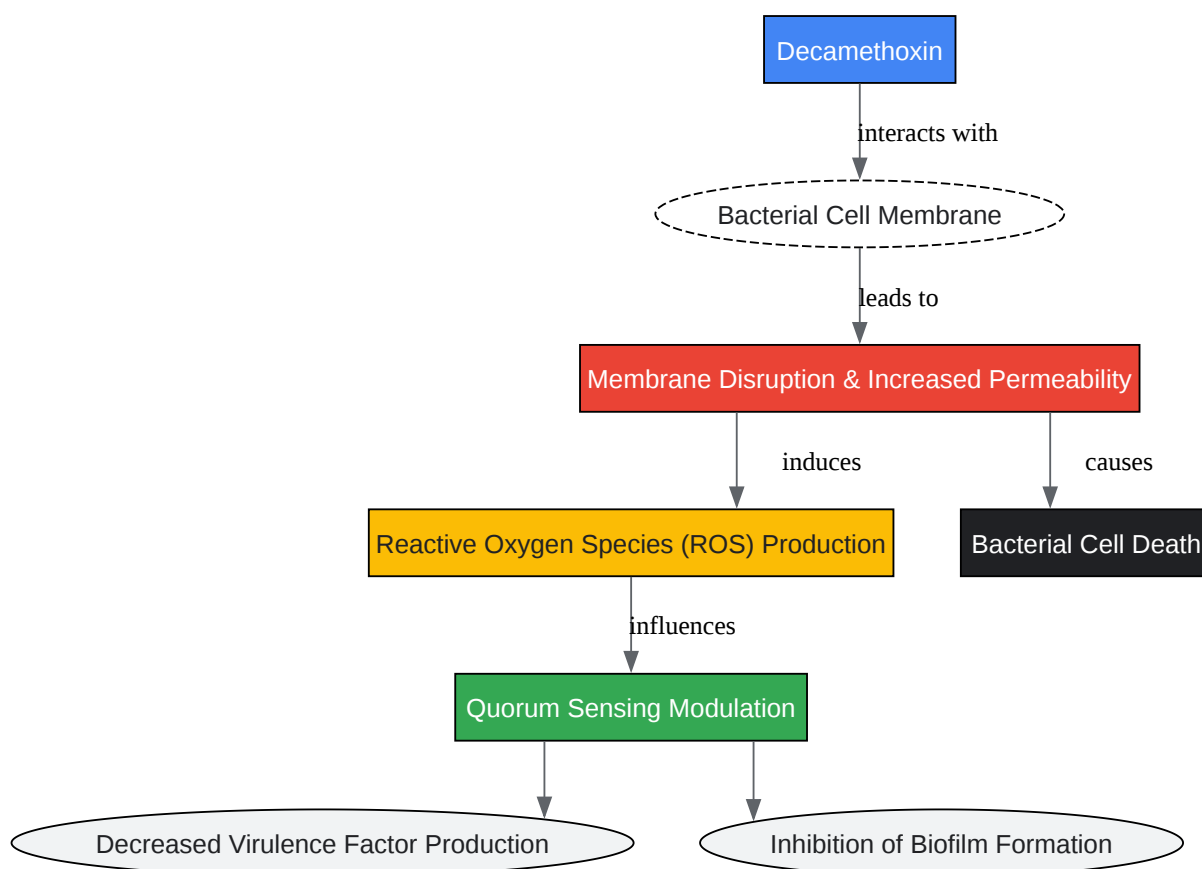 Decamethoxin
interacts with
Bacterial Cell Membrane
leads to
Membrane Disruption & Increased Permeability
induces
causes
Reactive Oxygen Species (ROS) Production
Bacterial Cell Death
influences
Quorum Sensing Modulation
Decreased Virulence Factor Production
Inhibition of Biofilm Formation